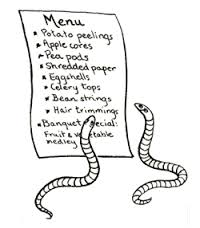 Menu
* Potato peelings
* Apple cores
* Pea pods
* Shredded paper
* Eggshells
* Celery tops
* Bean strings
* Hair trimmings
* Banquet special:
Fruit & vegetable
medley